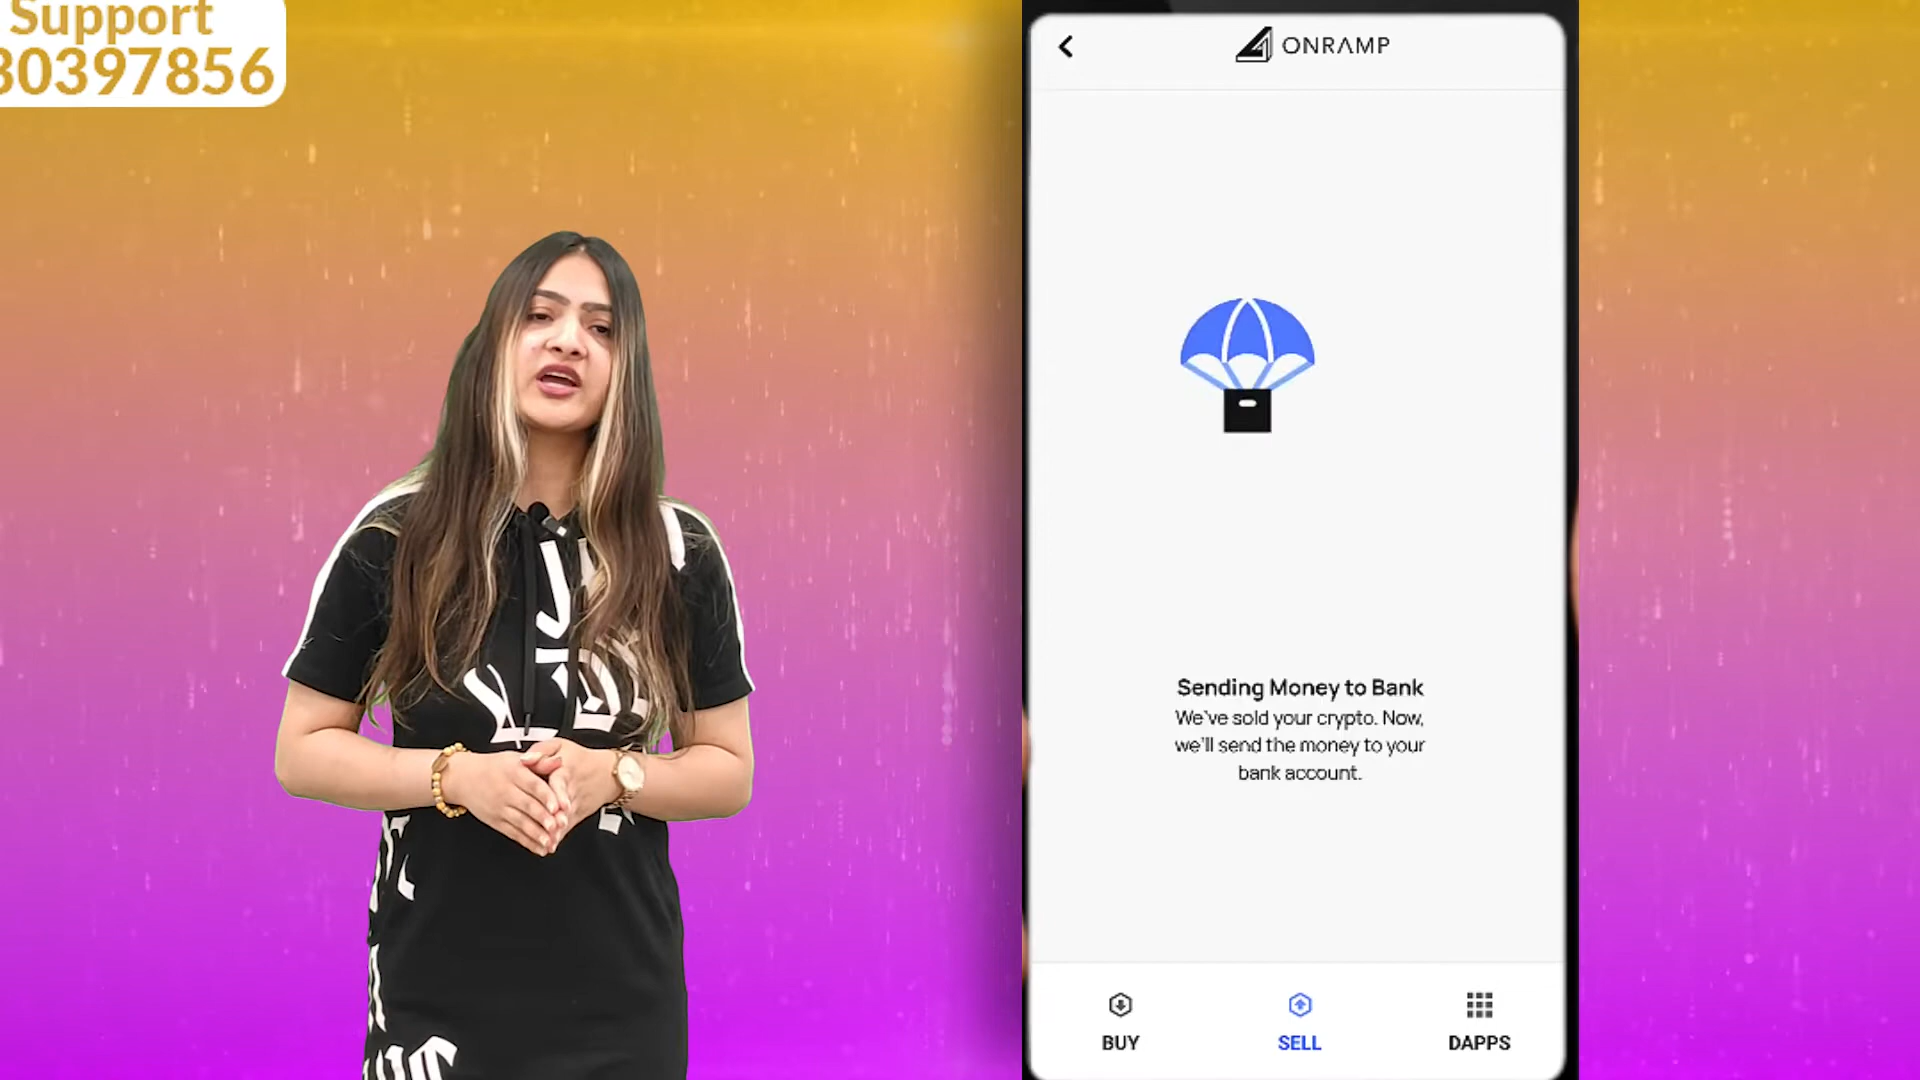 Support
30397856
ONRAMP
Sending Money to Bank
We've sold your crypto. Now,
we'll send the money to your
bank account.
BUY
SELL
DAPPS